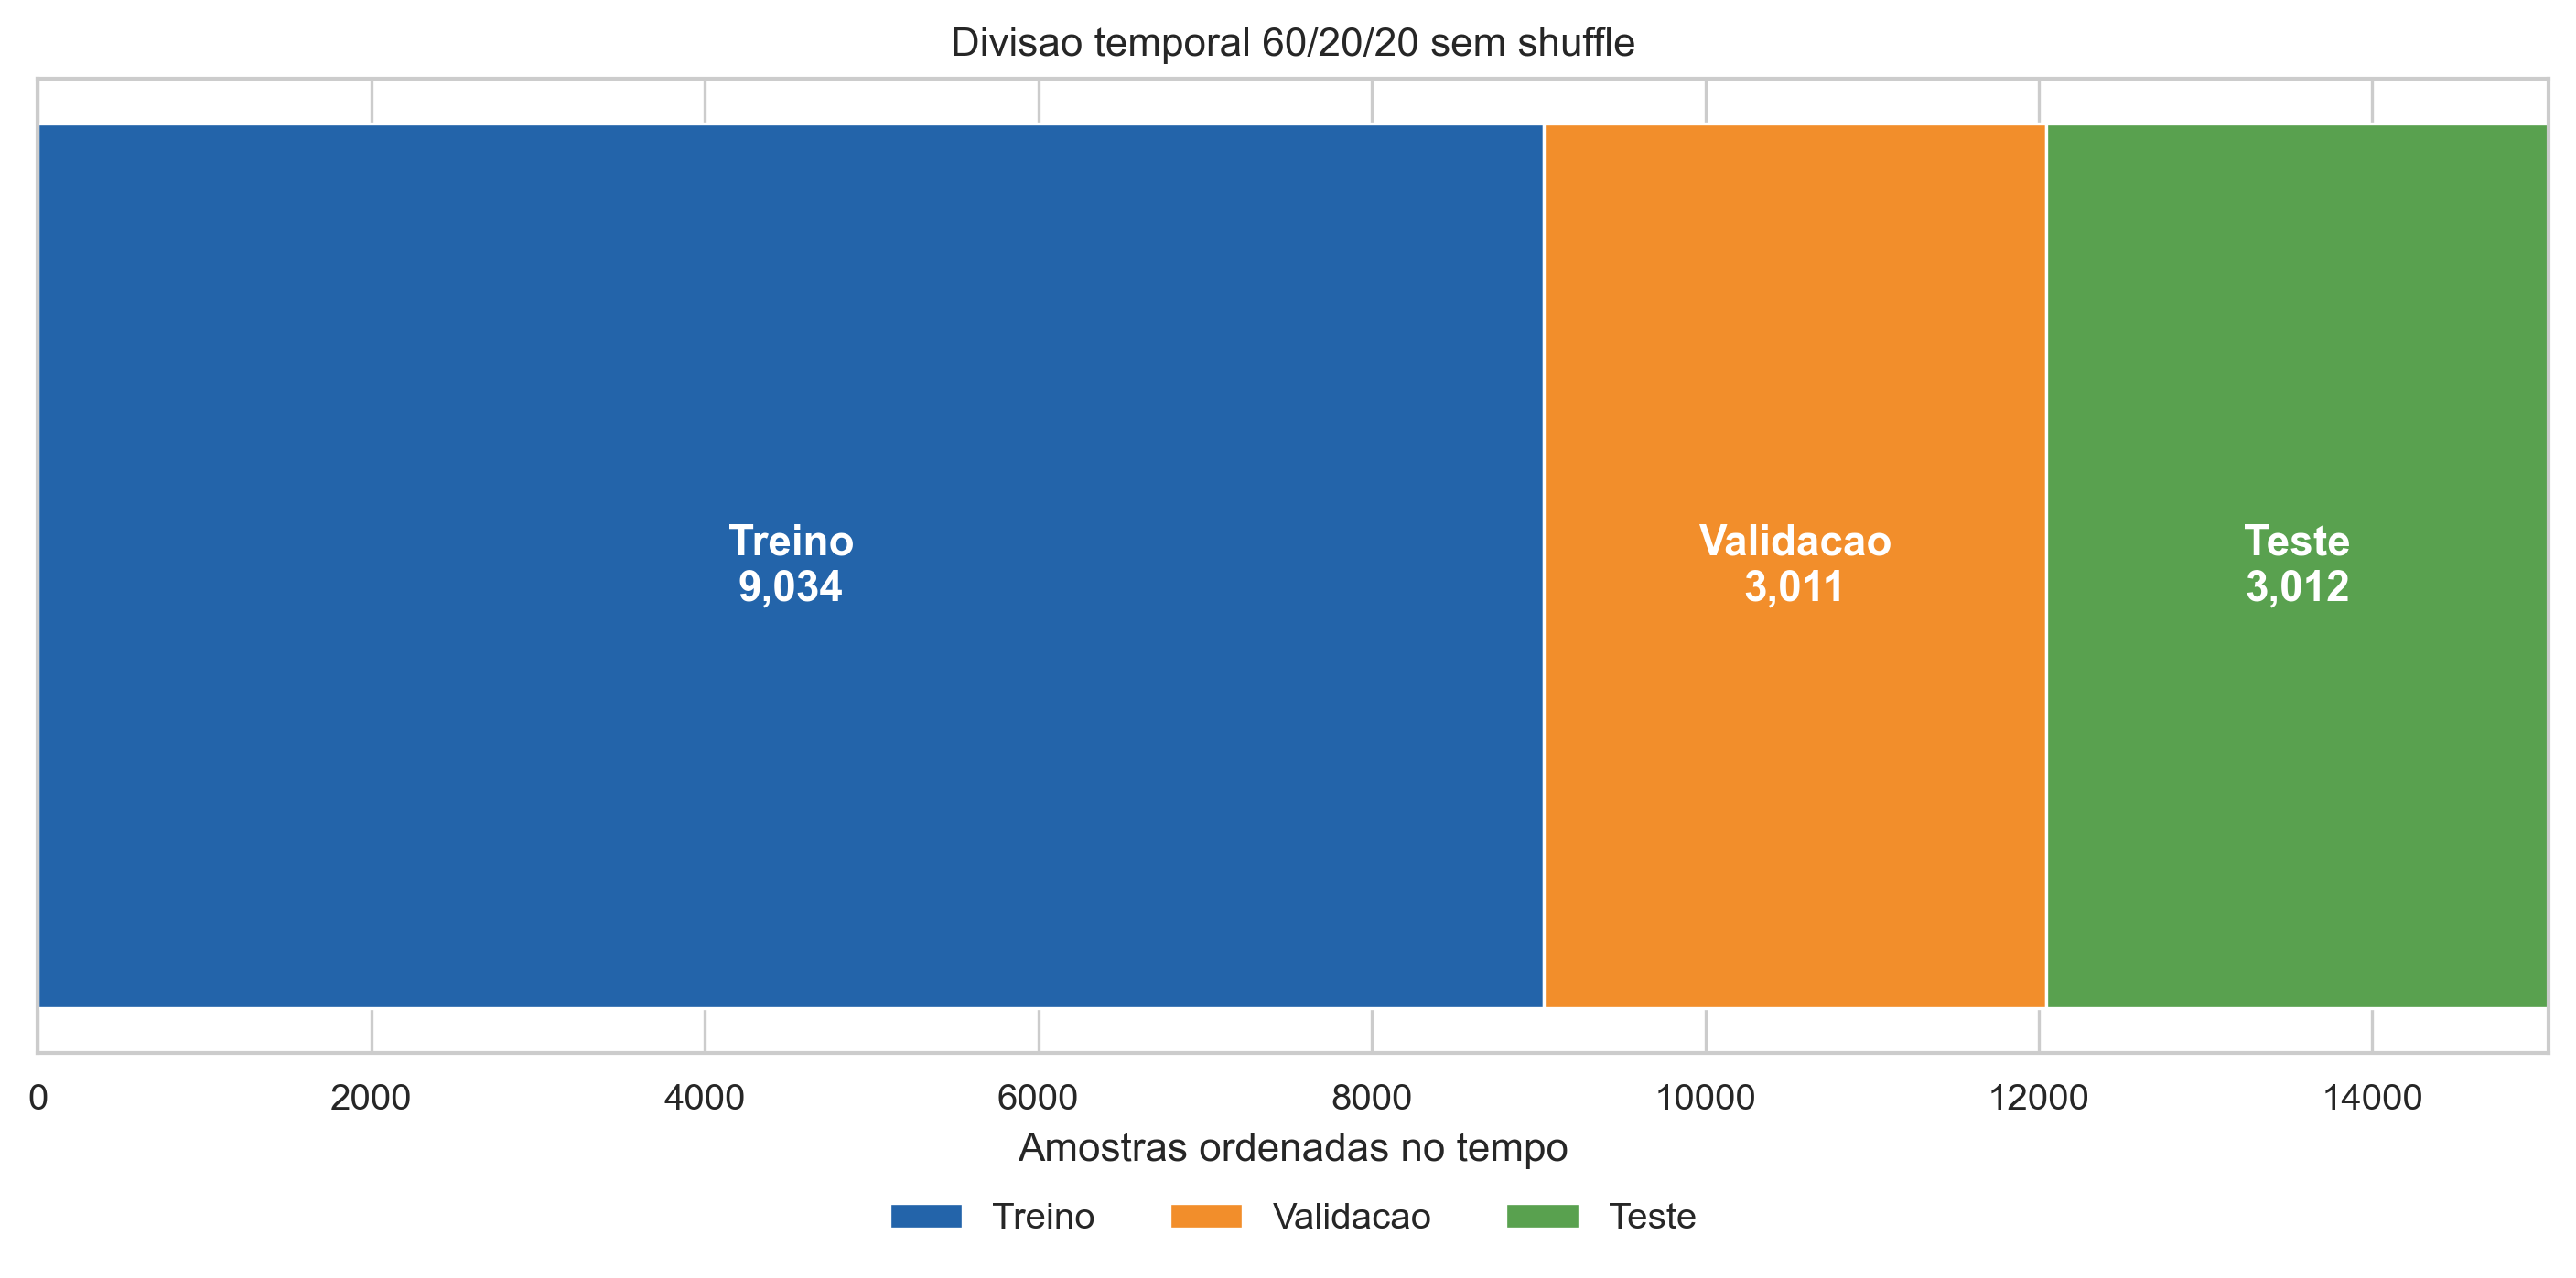 Divisao temporal 60/20/20 sem shuffle
Treino
9,034
Validacao
3,011
Teste
3,012
0 2000 4000 6000 8000 10000 12000 14000
Amostras ordenadas no tempo
Treino Validacao Teste